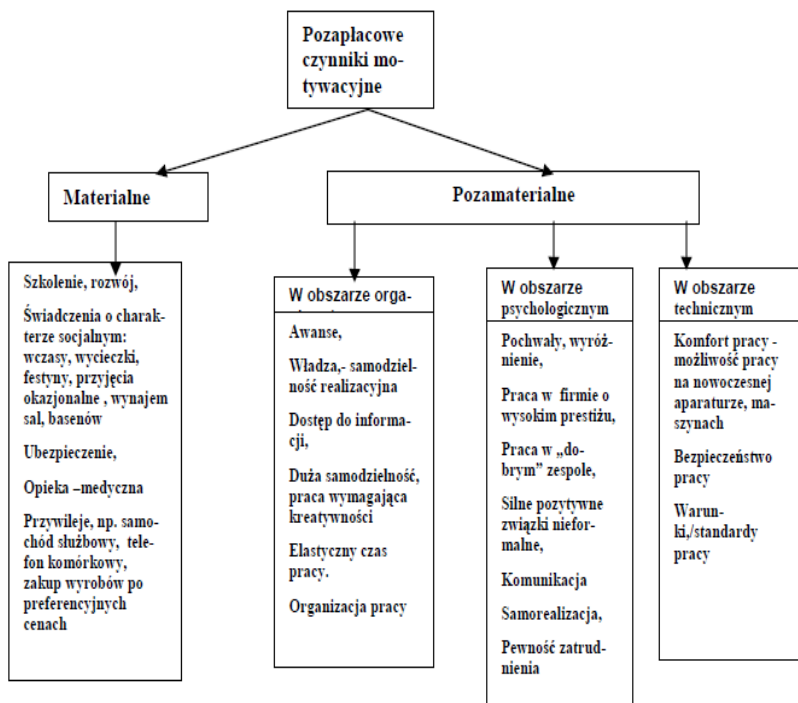 Pozapłacowe
czynniki mo-
tywacyjne
Materialne
Pozamaterialne
Szkolenie, rozwój,
Świadczenia o charak-
terze socjalnym:
wczasy, wycieczki,
festyny, przyjęcia
okazjonalne , wynajem
sal, basenów
Ubezpieczenie,
Opieka –medyczna
Przywileje, np. samo-
chód służbowy, tele-
fon komórkowy,
zakup wyrobów po
preferencyjnych
cenach
W obszarze orga-
Awanse,
Władza,- samodziel-
ność realizacyjna
Dostęp do informa-
cji,
Duża samodzielność,
praca wymagająca
kreatywności
Elastyczny czas
pracy.
Organizacja pracy
W obszarze
psychologicznym
Pochwały, wyróż-
nienie,
Praca w firmie o
wysokim prestiżu,
Praca w „do-
brym” zespole,
Silne pozytywne
związki niefor-
malne,
Komunikacja
Samorealizacja,
Pewność zatrud-
nienia
W obszarze
technicznym
Komfort pracy -
możliwość pracy
na nowoczesnej
aparaturze, ma-
szynach
Bezpieczeństwo
pracy
Warun-
ki,/standardy
pracy